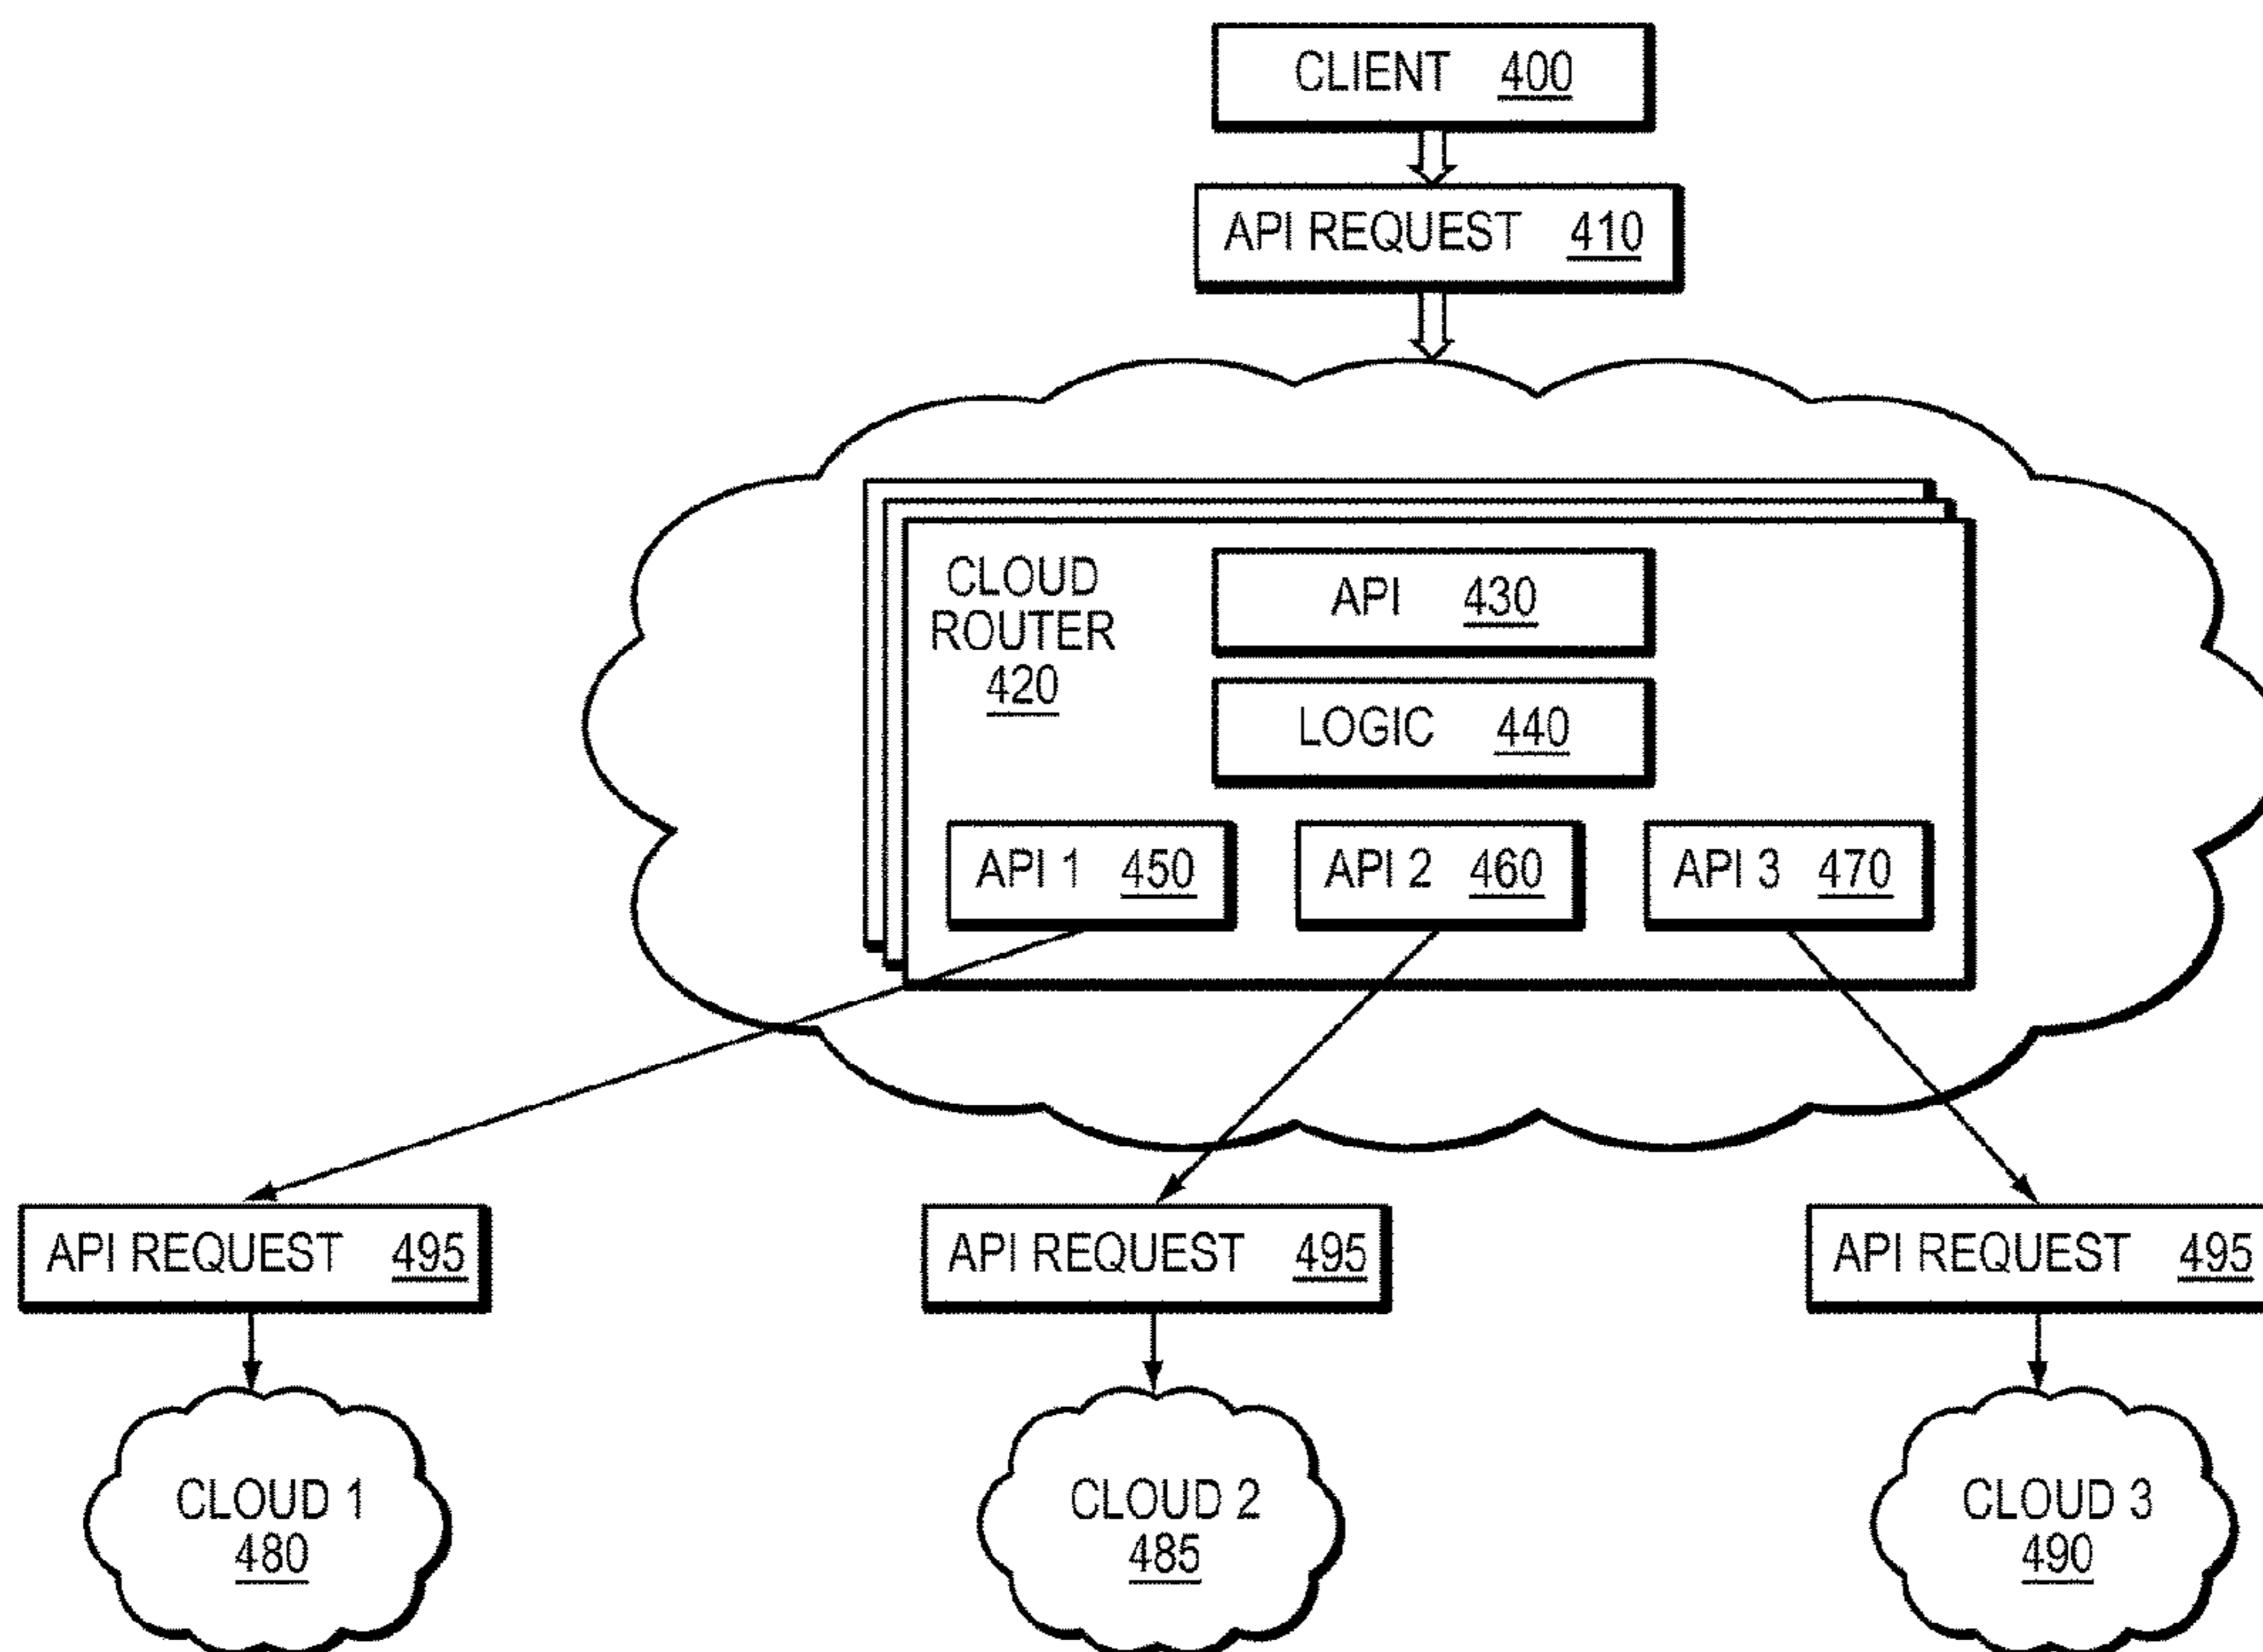 CLIENT 400
API REQUEST 410
CLOUD
ROUTER
420
API 430
LOGIC 440
API 1 450
API 2 460
API 3 470
API REQUEST 495
API REQUEST 495
API REQUEST 495
CLOUD 1
480
CLOUD 2
485
CLOUD 3
490